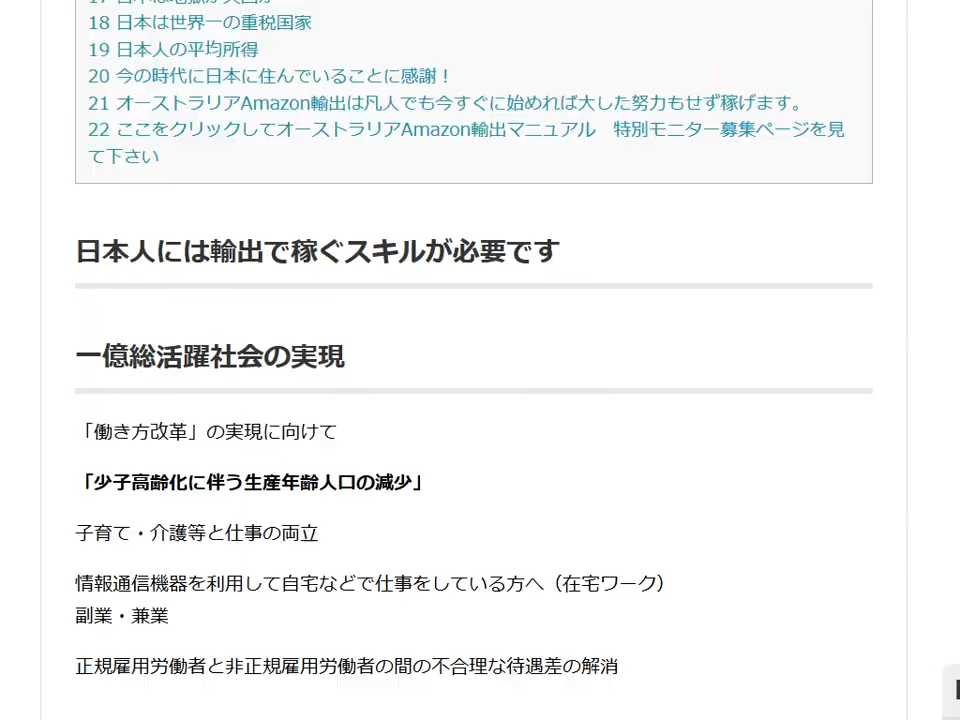 18 日本は世界一の重税国家
19 日本人の平均所得
20 今の時代に日本に住んでいることに感謝！
21 オーストラリアAmazon輸出は凡人でも今すぐに始めれば大した努力もせず稼げます。
22 ここをクリックしてオーストラリアAmazon輸出マニュアル　特別モニター募集ページを見
て下さい
日本人には輸出で稼ぐスキルが必要です
一億総活躍社会の実現
「働き方改革」の実現に向けて
「少子高齢化に伴う生産年齢人口の減少」
子育て・介護等と仕事の両立
情報通信機器を利用して自宅などで仕事をしている方へ（在宅ワーク）
副業・兼業
正規雇用労働者と非正規雇用労働者の間の不合理な待遇差の解消